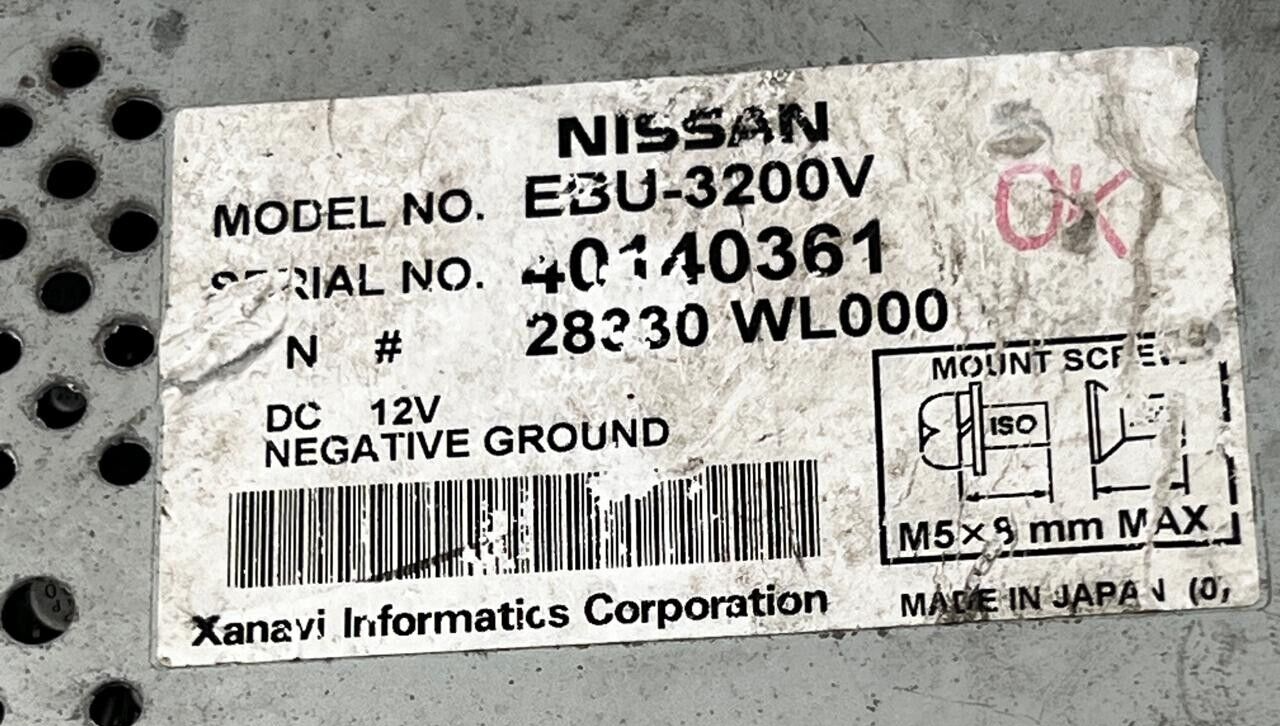 NISSAN
MODEL NO. EBU-3200V
SERIAL NO. 40140361
N # 28330 WL000
DC 12V
NEGATIVE GROUND
Xanavi Informatics Corporation
OK
MOUNT SCREW
ISO
M5×8 mm MAX
MADE IN JAPAN